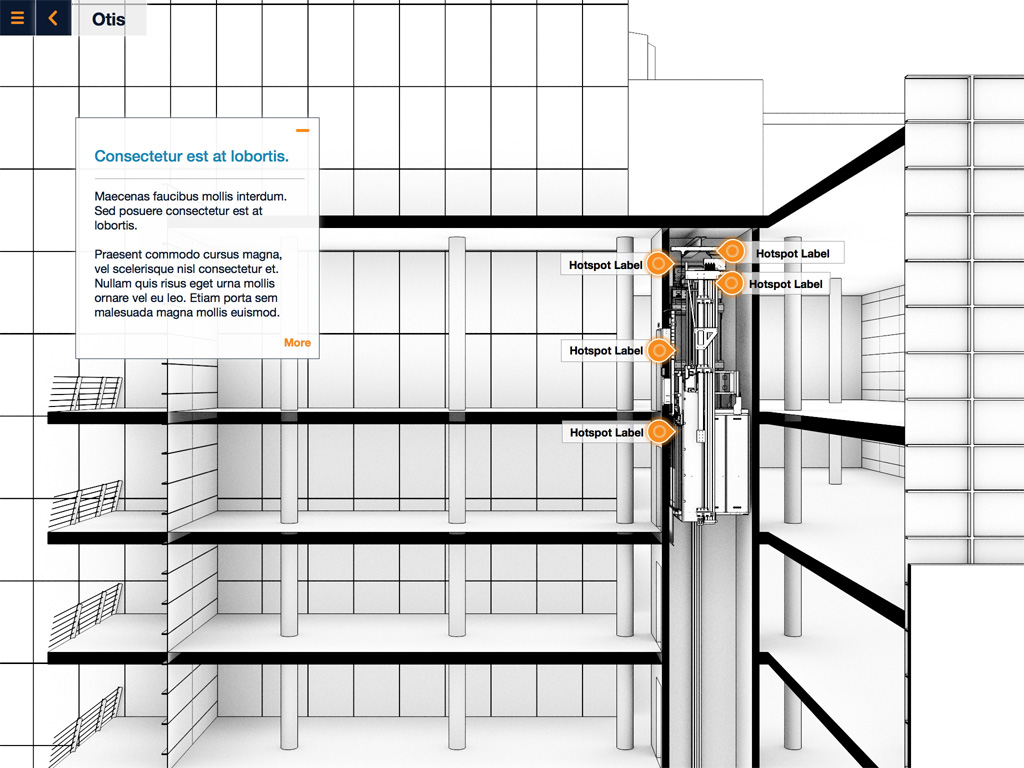 Otis
Consectetur est at lobortis.
Maecenas faucibus mollis interdum.
Sed posuere consectetur est at
lobortis.
Praesent commodo cursus magna,
vel scelerisque nisl consectetur et.
Nullam quis risus eget urna mollis
ornare vel eu leo. Etiam porta sem
malesuada magna mollis euismod.
More
Hotspot Label
Hotspot Label
Hotspot Label
Hotspot Label
Hotspot Label